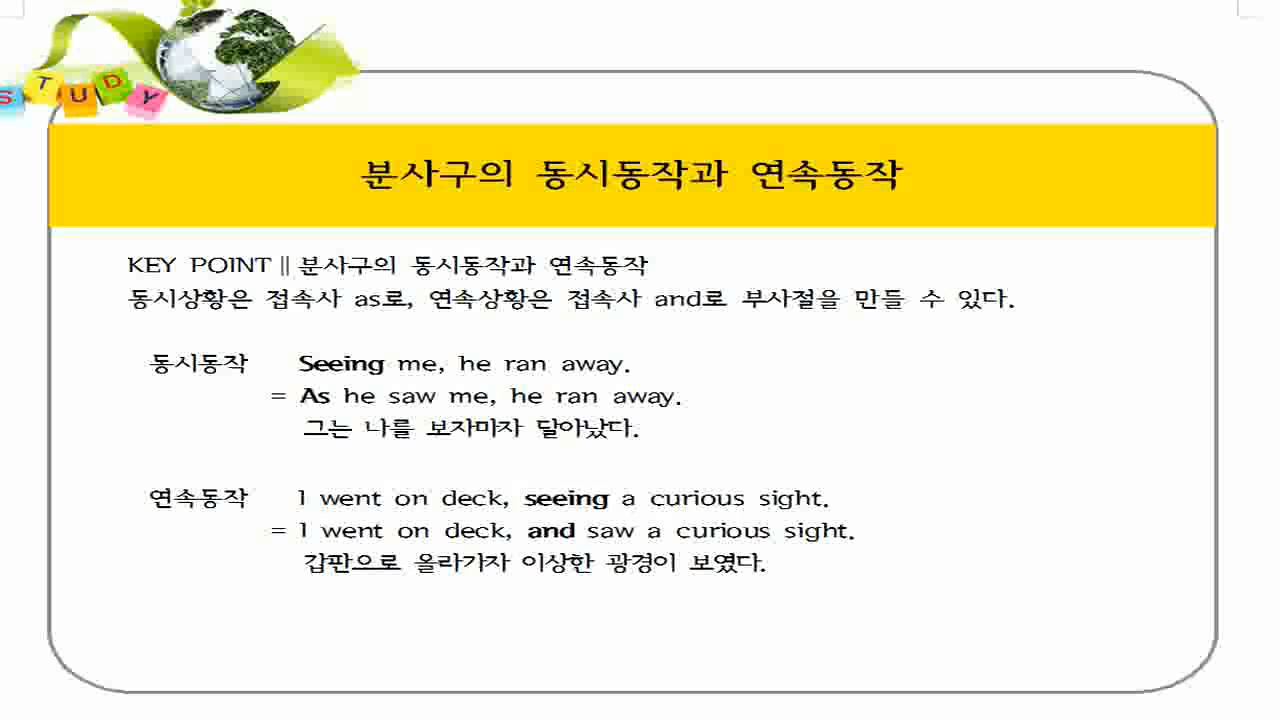 STUDY
분사구의 동시동작과 연속동작
KEY POINT || 분사구의 동시동작과 연속동작
동시상황은 접속사 as로, 연속상황은 접속사 and로 부사절을 만들 수 있다.
동시동작 Seeing me, he ran away.
= As he saw me, he ran away.
그는 나를 보자마자 달아났다.
연속동작 I went on deck, seeing a curious sight.
= I went on deck, and saw a curious sight.
갑판으로 올라가자 이상한 광경이 보였다.